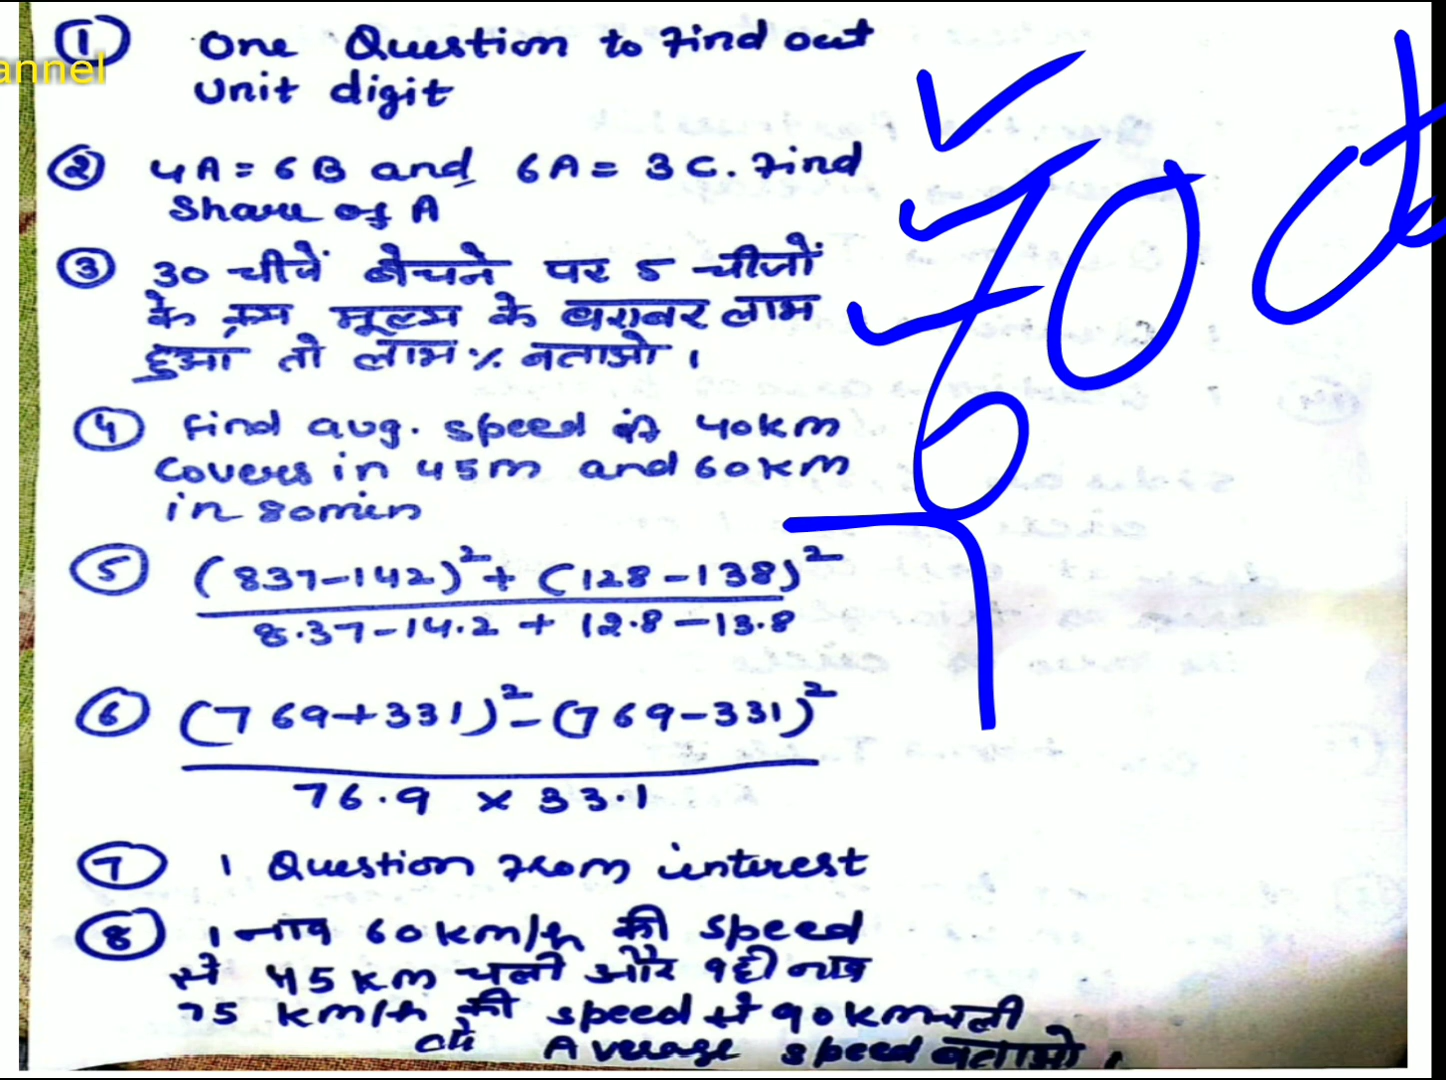 ① One Question to find out
annel
Unit digit
② 4A = 6B and 6A = 3C. Find
Share of A
③ 30 चीजें बेचने पर 5 चीजों
के क्रय मूल्य के बराबर लाभ
हुआ तो लाभ % बताओ ।
④ Find avg. speed if 40km
Covers in 45m and 60km
in 80min
⑤ (837-142)² + (128-138)²
8.37-14.2 + 12.8-13.8
⑥ (769+331)² - (769-331)²
76.9 × 33.1
⑦ 1 Question from interest
⑧ 1 नाव 60km/h की speed
से 45km चली और वही नाव
75 km/h की speed से 90km चली
तो Average speed बताओ ।
70
6